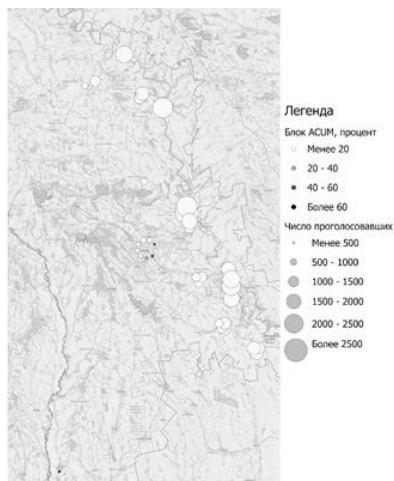 Легенда
Блок ACUM, процент
Менее 20
20 - 40
40 - 60
Более 60
Число проголосовавших
Менее 500
500 - 1000
1000 - 1500
1500 - 2000
2000 - 2500
Более 2500